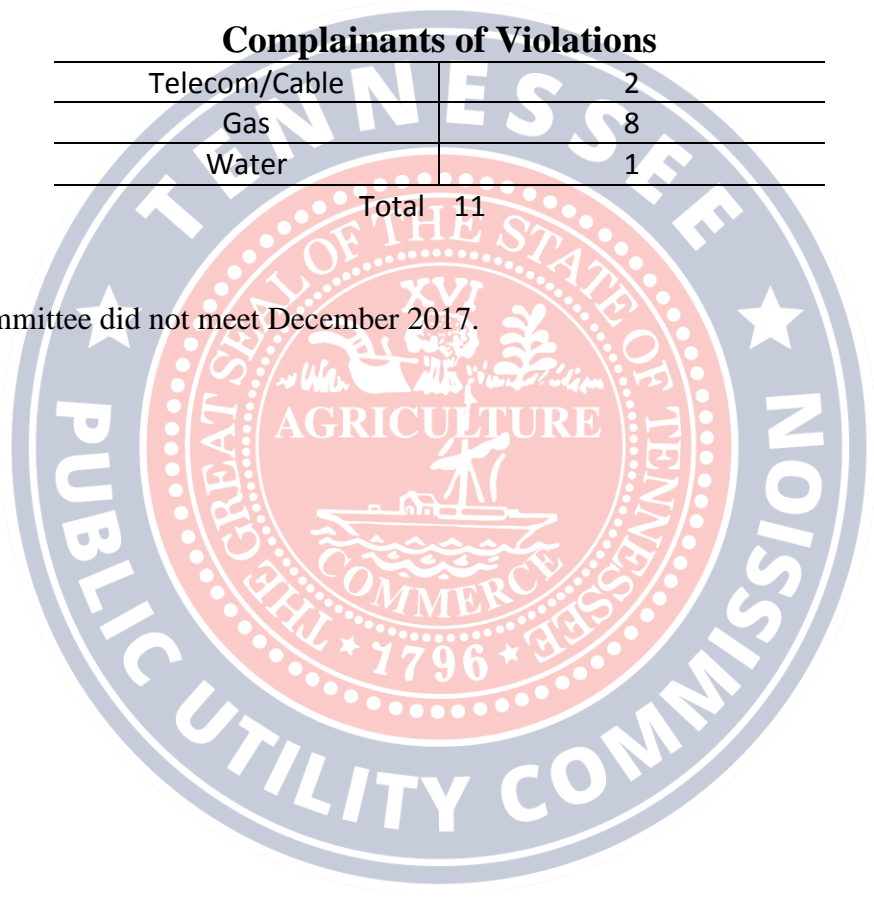 Complainants of Violations
Telecom/Cable 2
Gas 8
Water 1
Total 11
mmittee did not meet December 2017.
TENNESSEE
PUBLIC UTILITY COMMISSION
THE GREAT SEAL OF THE STATE OF TENNESSEE
XVI
AGRICULTURE
COMMERCE
1796